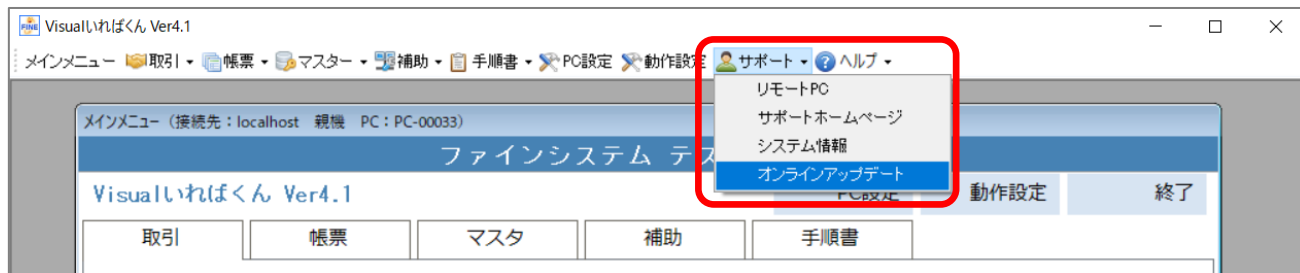 FINE Visualいればくん Ver4.1
メインメニュー 取引 帳票 マスター 補助 手順書 PC設定 動作設定 サポート ヘルプ
リモートPC
サポートホームページ
システム情報
オンラインアップデート
メインメニュー（接続先：localhost 親機 PC：PC-00033）
ファインシステム テス
Visualいればくん Ver4.1
PC設定 動作設定 終了
取引 帳票 マスタ 補助 手順書